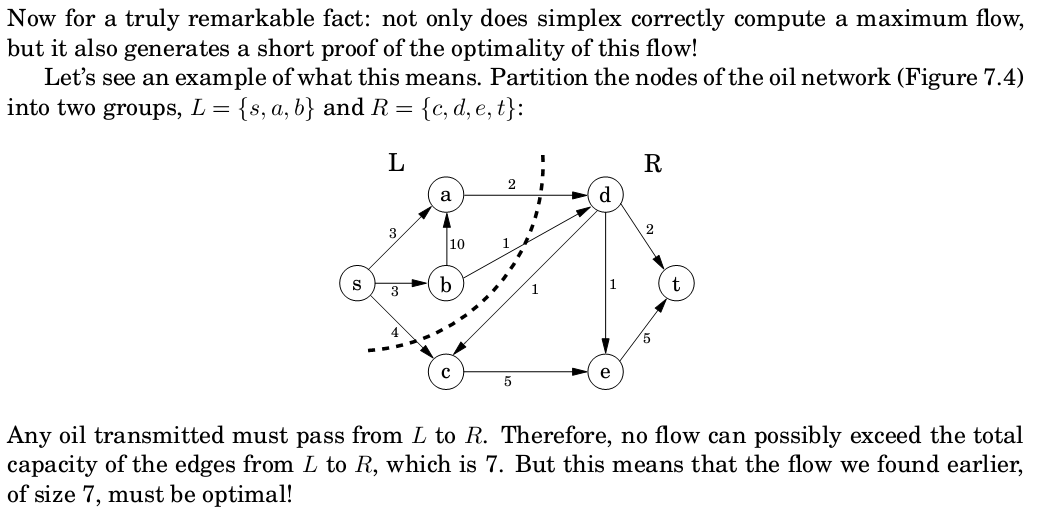 Now for a truly remarkable fact: not only does simplex correctly compute a maximum flow,
but it also generates a short proof of the optimality of this flow!
Let's see an example of what this means. Partition the nodes of the oil network (Figure 7.4)
into two groups, L = {s, a, b} and R = {c, d, e, t}:
L
R
a
2
d
3
10
1
2
s
3
b
1
1
t
4
5
c
5
e
Any oil transmitted must pass from L to R. Therefore, no flow can possibly exceed the total
capacity of the edges from L to R, which is 7. But this means that the flow we found earlier,
of size 7, must be optimal!